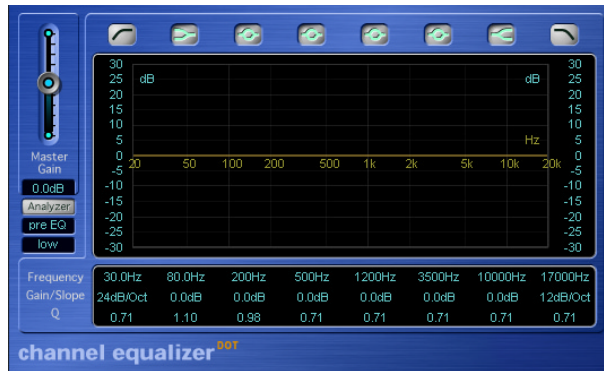 30 30
25 dB dB 25
20 20
15 15
10 10
5 Hz 5
0 0
20 50 100 200 500 1k 2k 5k 10k 20k
-5 -5
-10 -10
-15 -15
-20 -20
-25 -25
-30 -30
Master
Gain
0.0dB
Analyzer
pre EQ
low
Frequency 30.0Hz 80.0Hz 200Hz 500Hz 1200Hz 3500Hz 10000Hz 17000Hz
Gain/Slope 24dB/Oct 0.0dB 0.0dB 0.0dB 0.0dB 0.0dB 0.0dB 12dB/Oct
Q 0.71 1.10 0.98 0.71 0.71 0.71 0.71 0.71
channel equalizer DOT